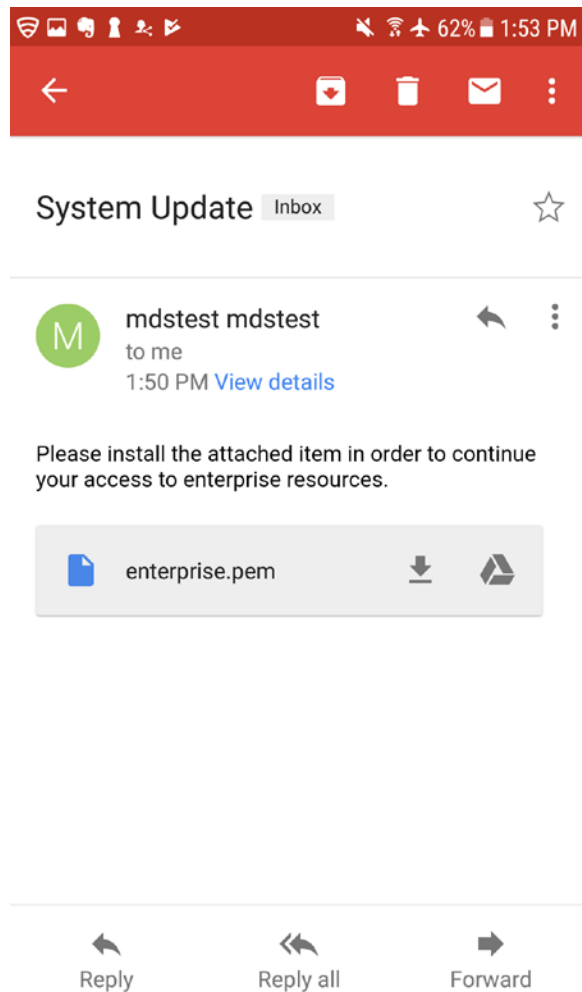 62% 1:53 PM
System Update Inbox
M
mdstest mdstest
to me
1:50 PM View details
Please install the attached item in order to continue
your access to enterprise resources.
enterprise.pem
Reply Reply all Forward